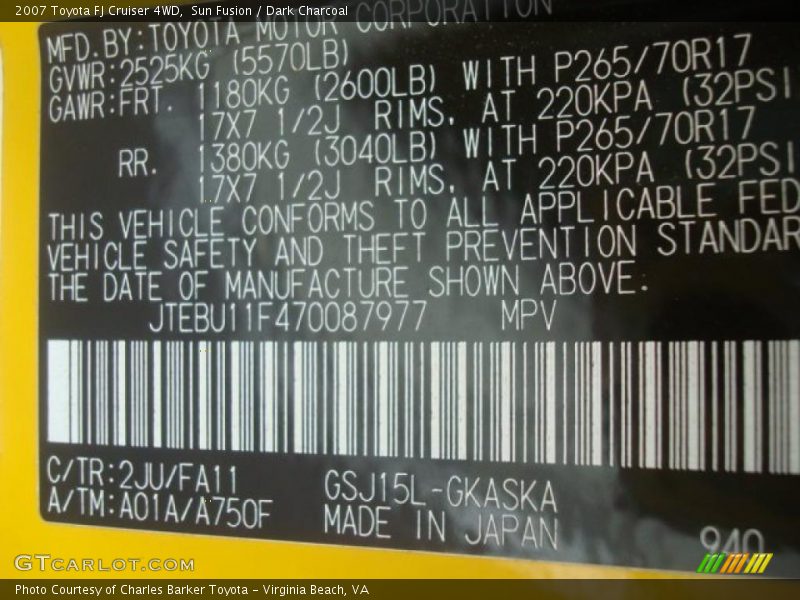 2007 Toyota FJ Cruiser 4WD, Sun Fusion / Dark Charcoal
MFD.BY:TOYOTA MOTOR CORPORATION
GVWR:2525KG (5570LB)
GAWR:FRT. 1180KG (2600LB) WITH P265/70R17
17X7 1/2J RIMS, AT 220KPA (32PSI
RR. 1380KG (3040LB) WITH P265/70R17
17X7 1/2J RIMS, AT 220KPA (32PSI
THIS VEHICLE CONFORMS TO ALL APPLICABLE FED
VEHICLE SAFETY AND THEFT PREVENTION STANDAR
THE DATE OF MANUFACTURE SHOWN ABOVE.
JTEBU11F470087977 MPV
C/TR:2JU/FA11 GSJ15L-GKASKA
A/TM:A01A/A750F MADE IN JAPAN
940
GTCARLOT.COM
Photo Courtesy of Charles Barker Toyota - Virginia Beach, VA